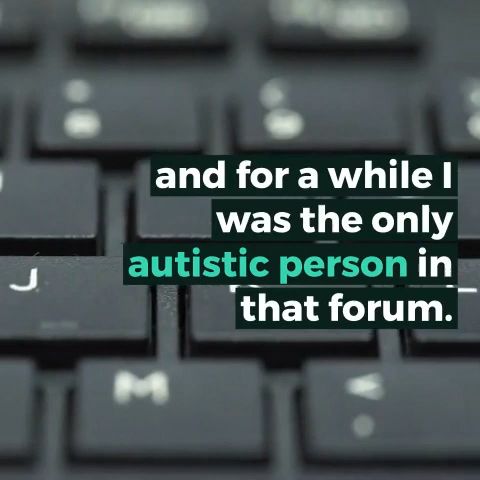 and for a while I
was the only
autistic person in
that forum.
J
M